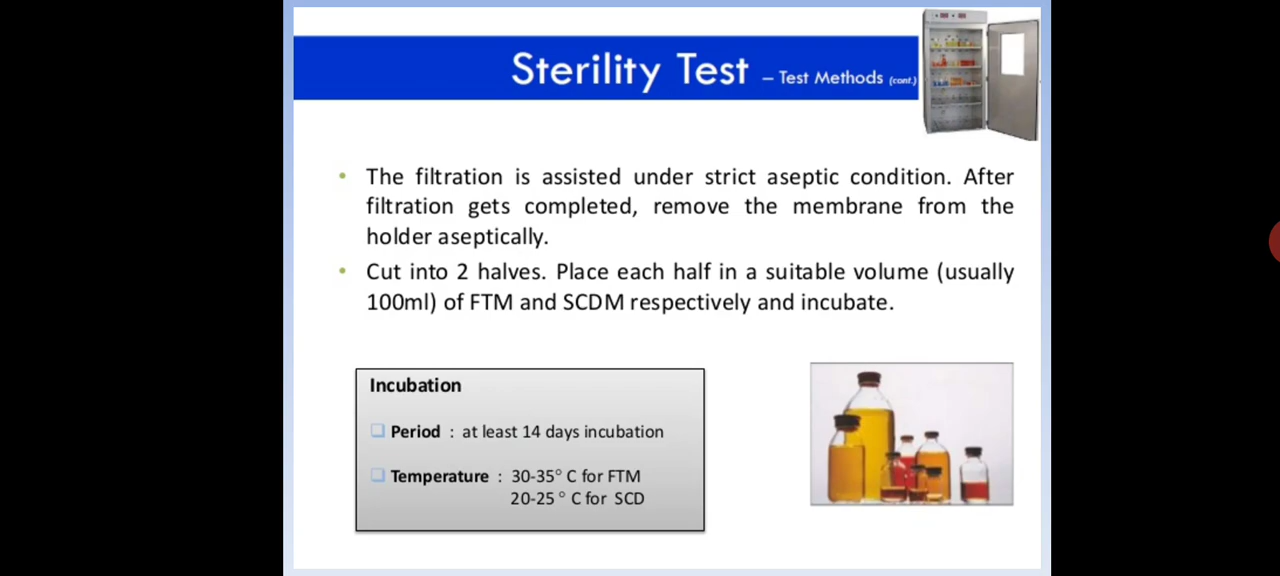 Sterility Test – Test Methods (cont.)
• The filtration is assisted under strict aseptic condition. After
filtration gets completed, remove the membrane from the
holder aseptically.
• Cut into 2 halves. Place each half in a suitable volume (usually
100ml) of FTM and SCDM respectively and incubate.
Incubation
❑ Period : at least 14 days incubation
❑ Temperature : 30-35° C for FTM
20-25 ° C for SCD